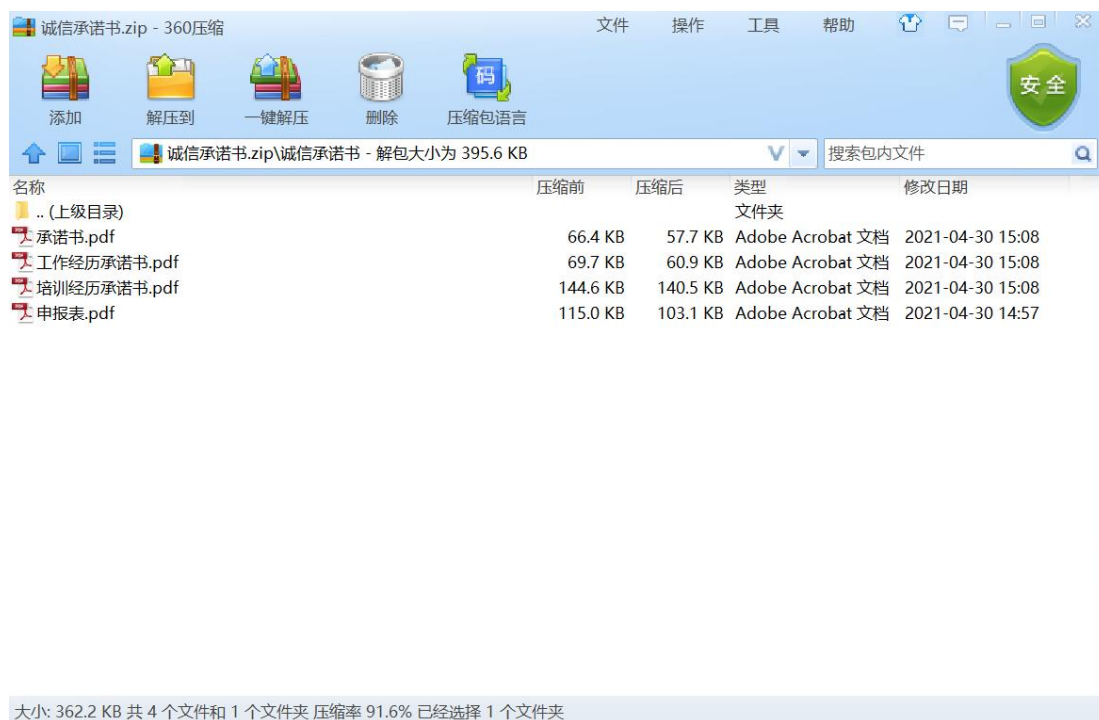 诚信承诺书.zip - 360压缩 文件 操作 工具 帮助
安全
码
添加 解压到 一键解压 删除 压缩包语言
诚信承诺书.zip\诚信承诺书 - 解包大小为 395.6 KB 搜索包内文件
名称 压缩前 压缩后 类型 修改日期
.. (上级目录) 文件夹
承诺书.pdf 66.4 KB 57.7 KB Adobe Acrobat 文档 2021-04-30 15:08
工作经历承诺书.pdf 69.7 KB 60.9 KB Adobe Acrobat 文档 2021-04-30 15:08
培训经历承诺书.pdf 144.6 KB 140.5 KB Adobe Acrobat 文档 2021-04-30 15:08
申报表.pdf 115.0 KB 103.1 KB Adobe Acrobat 文档 2021-04-30 14:57
大小: 362.2 KB 共 4 个文件和 1 个文件夹 压缩率 91.6% 已经选择 1 个文件夹